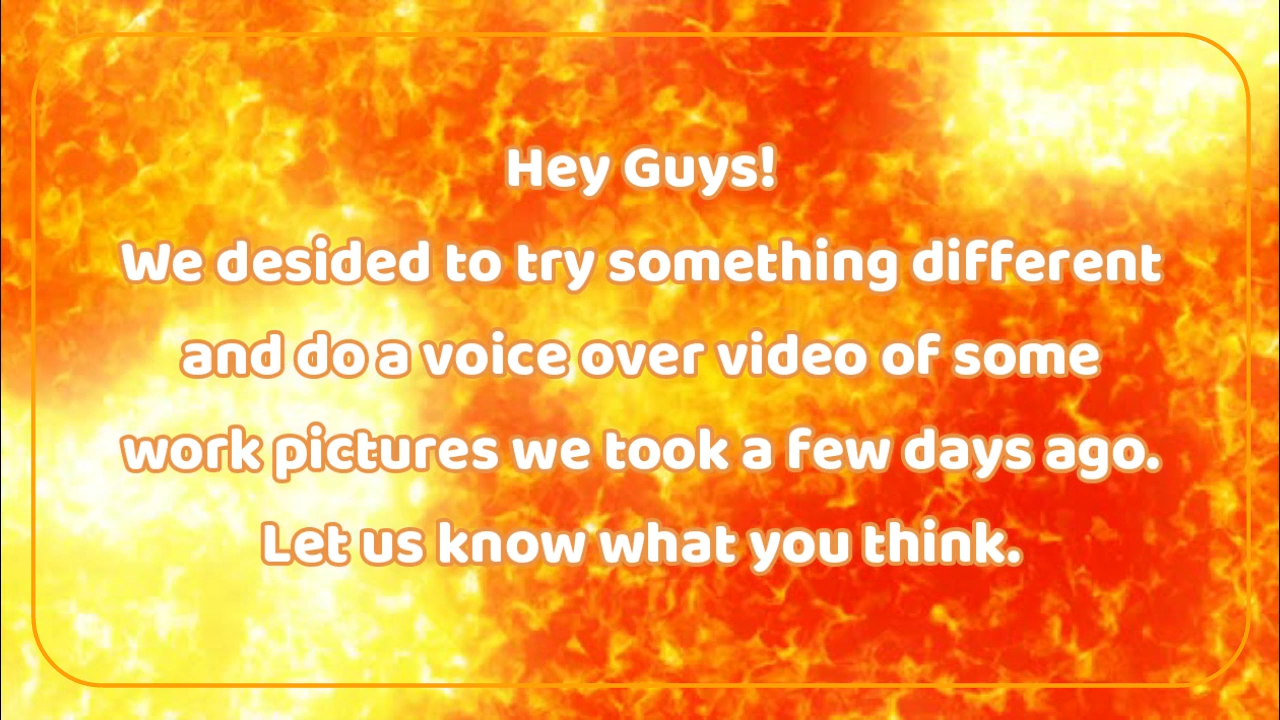 Hey Guys!
We desided to try something different
and do a voice over video of some
work pictures we took a few days ago.
Let us know what you think.